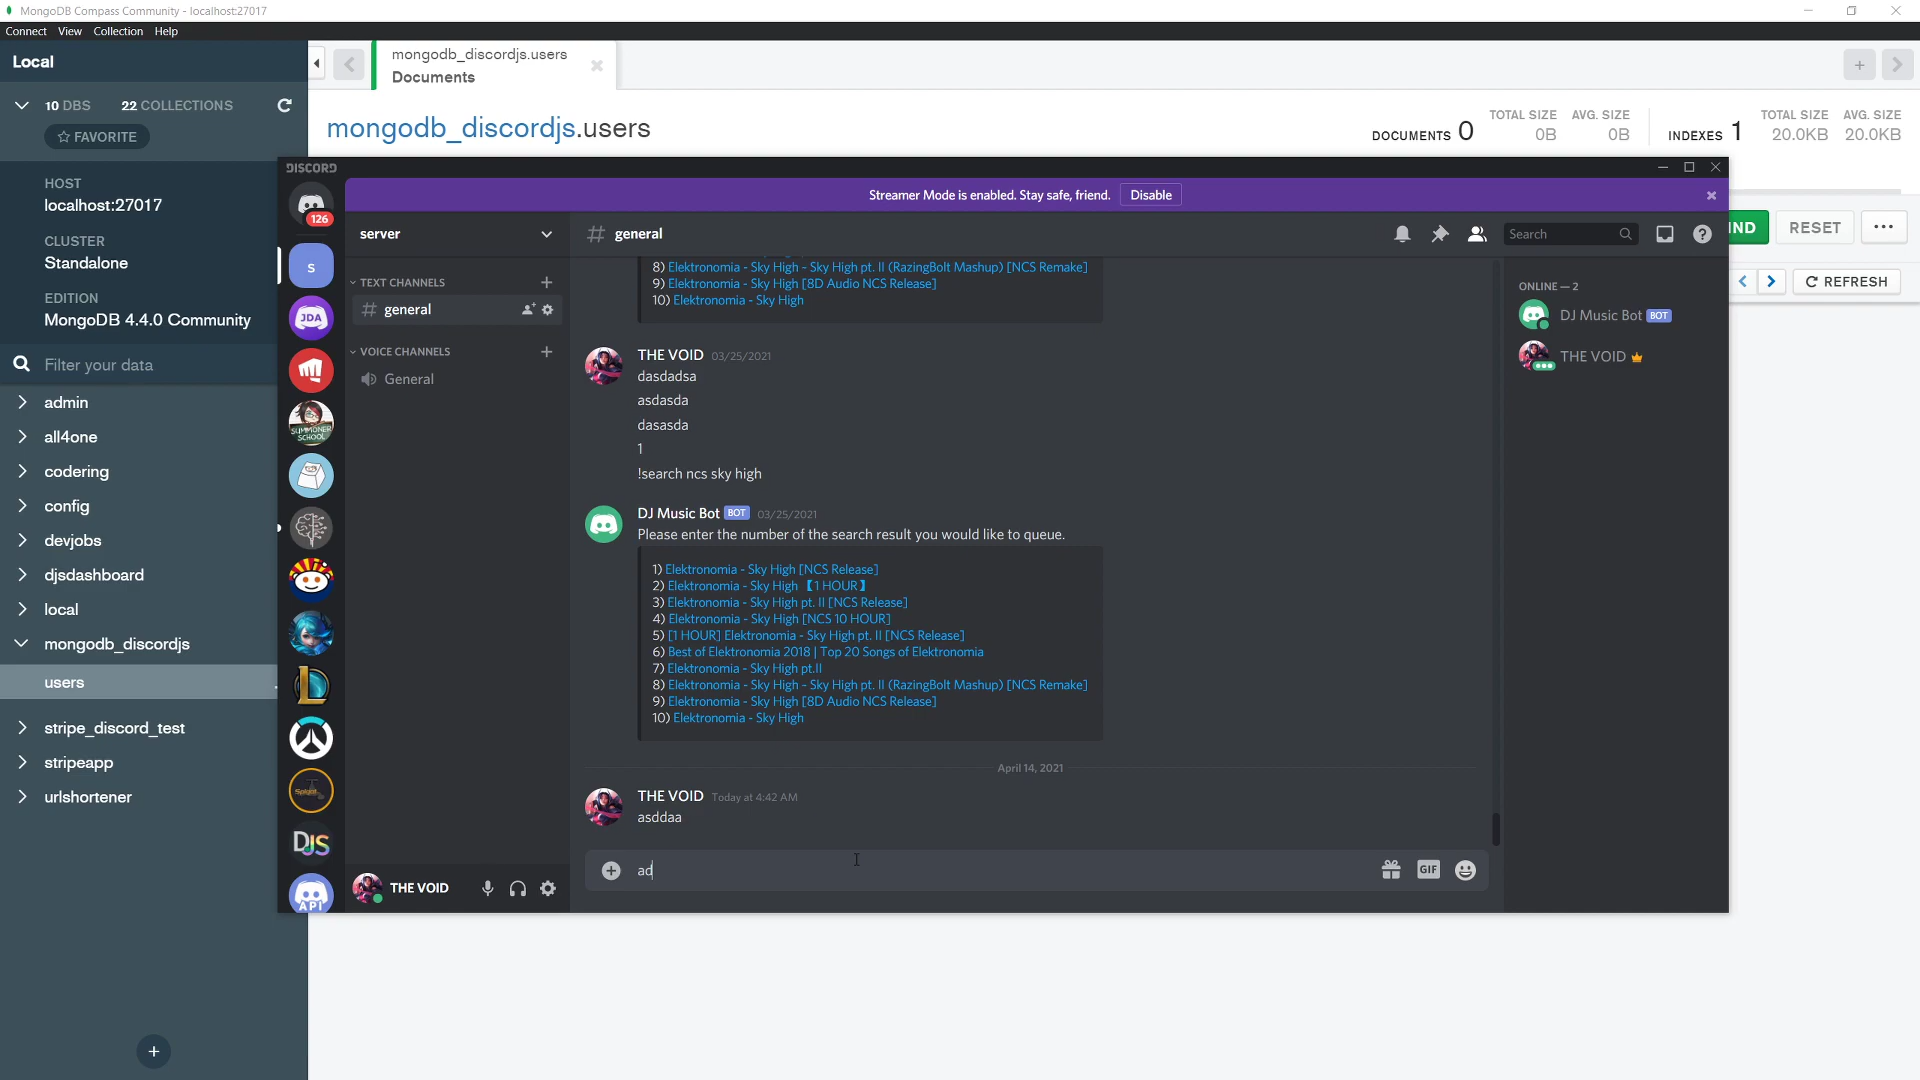 MongoDB Compass Community - localhost:27017
Connect View Collection Help
Local
10 DBS 22 COLLECTIONS
FAVORITE
HOST
localhost:27017
CLUSTER
Standalone
EDITION
MongoDB 4.4.0 Community
Filter your data
admin
all4one
codering
config
devjobs
djsdashboard
local
mongodb_discordjs
users
stripe_discord_test
stripeapp
urlshortener
mongodb_discordjs.users
Documents
mongodb_discordjs.users
DOCUMENTS 0
TOTAL SIZE AVG. SIZE
0B 0B
INDEXES 1
TOTAL SIZE AVG. SIZE
20.0KB 20.0KB
ND RESET
REFRESH
DISCORD
Streamer Mode is enabled. Stay safe, friend. Disable
126
s
JDA
SUMMONER
SCHOOL
DJS
API
server
TEXT CHANNELS
general
VOICE CHANNELS
General
THE VOID
# general
Search
8) Elektronomia - Sky High - Sky High pt. II (RazingBolt Mashup) [NCS Remake]
9) Elektronomia - Sky High [8D Audio NCS Release]
10) Elektronomia - Sky High
THE VOID 03/25/2021
dasdadsa
asdasda
dasasda
1
!search ncs sky high
DJ Music Bot BOT 03/25/2021
Please enter the number of the search result you would like to queue.
1) Elektronomia - Sky High [NCS Release]
2) Elektronomia - Sky High【1 HOUR】
3) Elektronomia - Sky High pt. II [NCS Release]
4) Elektronomia - Sky High [NCS 10 HOUR]
5) [1 HOUR] Elektronomia - Sky High pt. II [NCS Release]
6) Best of Elektronomia 2018 | Top 20 Songs of Elektronomia
7) Elektronomia - Sky High pt.II
8) Elektronomia - Sky High - Sky High pt. II (RazingBolt Mashup) [NCS Remake]
9) Elektronomia - Sky High [8D Audio NCS Release]
10) Elektronomia - Sky High
April 14, 2021
THE VOID Today at 4:42 AM
asddaa
ad
GIF
ONLINE — 2
DJ Music Bot BOT
THE VOID